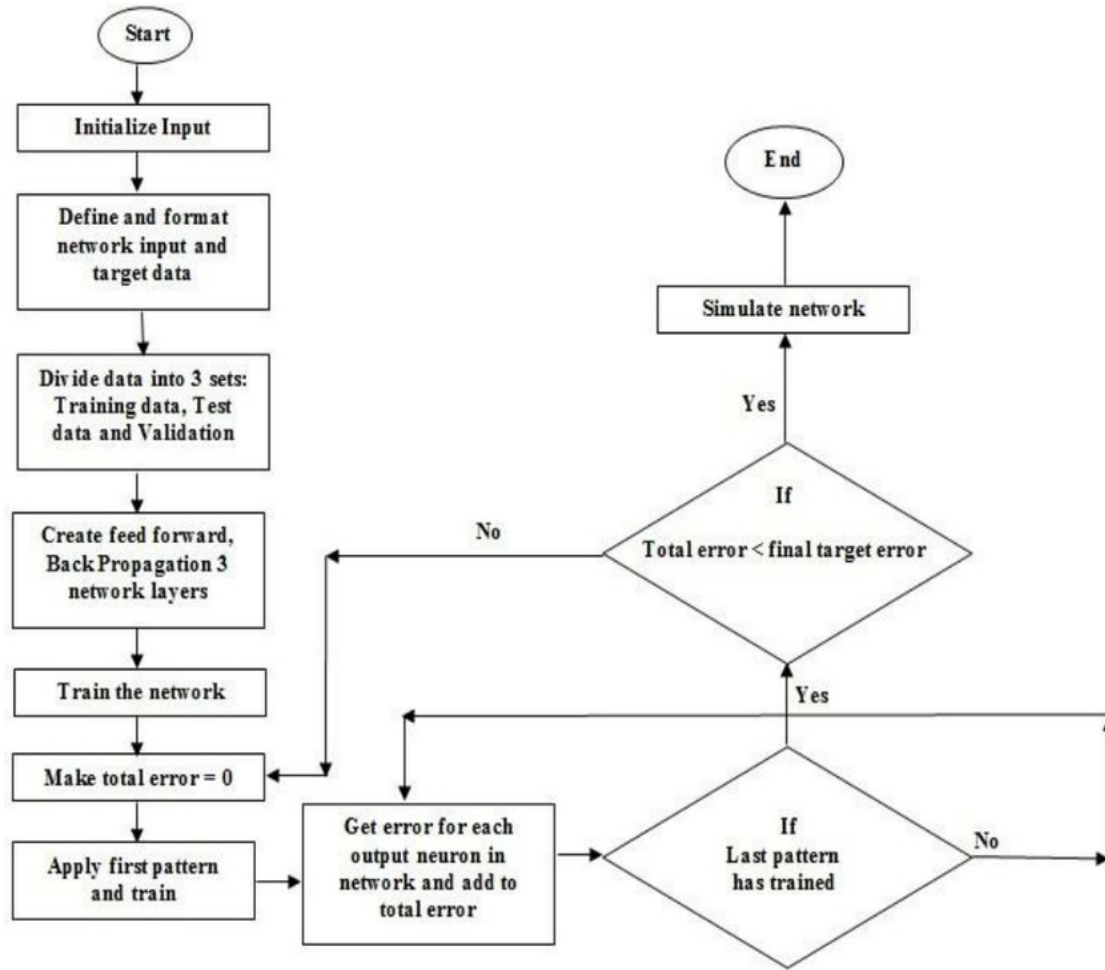 Start
Initialize Input
Define and format
network input and
target data
Divide data into 3 sets:
Training data, Test
data and Validation
Create feed forward,
Back Propagation 3
network layers
Train the network
Make total error = 0
Apply first pattern
and train
Get error for each
output neuron in
network and add to
total error
If
Last pattern
has trained
No
Yes
If
Total error < final target error
No
Yes
Simulate network
End